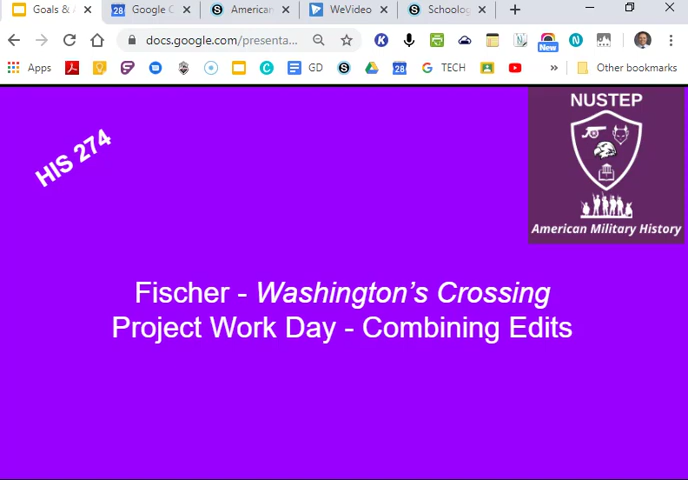 Goals & A
28 Google C
American
WeVideo
Schoolog
docs.google.com/presenta...
New
Apps
GD
28
TECH
Other bookmarks
HIS 274
NUSTEP
American Military History
Fischer - Washington's Crossing
Project Work Day - Combining Edits